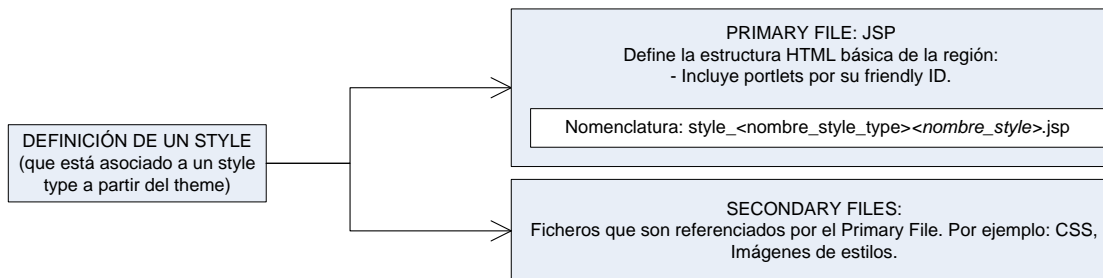 DEFINICIÓN DE UN STYLE
(que está asociado a un style
type a partir del theme)
PRIMARY FILE: JSP
Define la estructura HTML básica de la región:
- Incluye portlets por su friendly ID.
Nomenclatura: style_<nombre_style_type><nombre_style>.jsp
SECONDARY FILES:
Ficheros que son referenciados por el Primary File. Por ejemplo: CSS,
Imágenes de estilos.